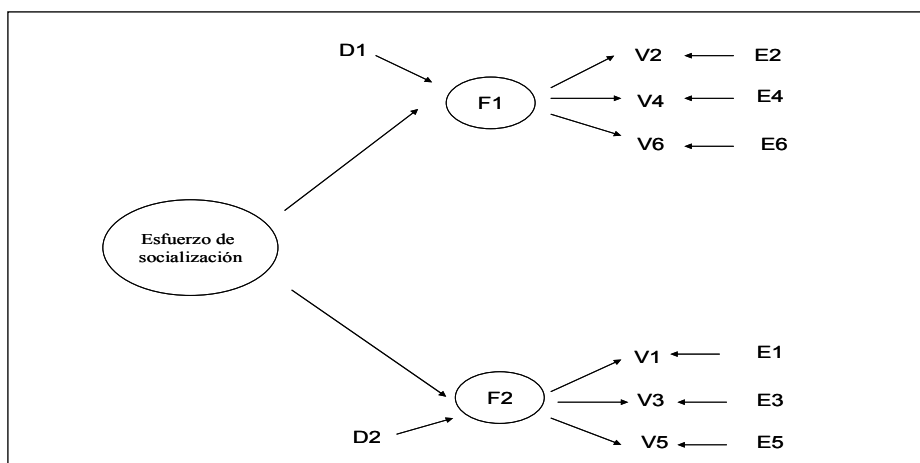 D1
F1
V2
E2
V4
E4
V6
E6
Esfuerzo de
socialización
F2
D2
V1
E1
V3
E3
V5
E5